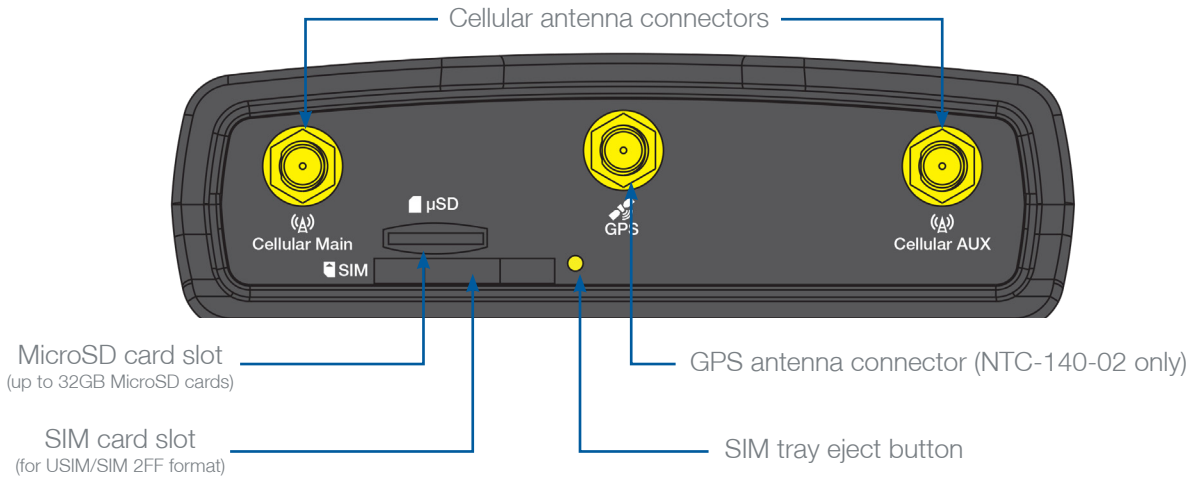 Cellular antenna connectors
µSD
GPS
Cellular Main
Cellular AUX
SIM
MicroSD card slot
(up to 32GB MicroSD cards)
GPS antenna connector (NTC-140-02 only)
SIM card slot
(for USIM/SIM 2FF format)
SIM tray eject button